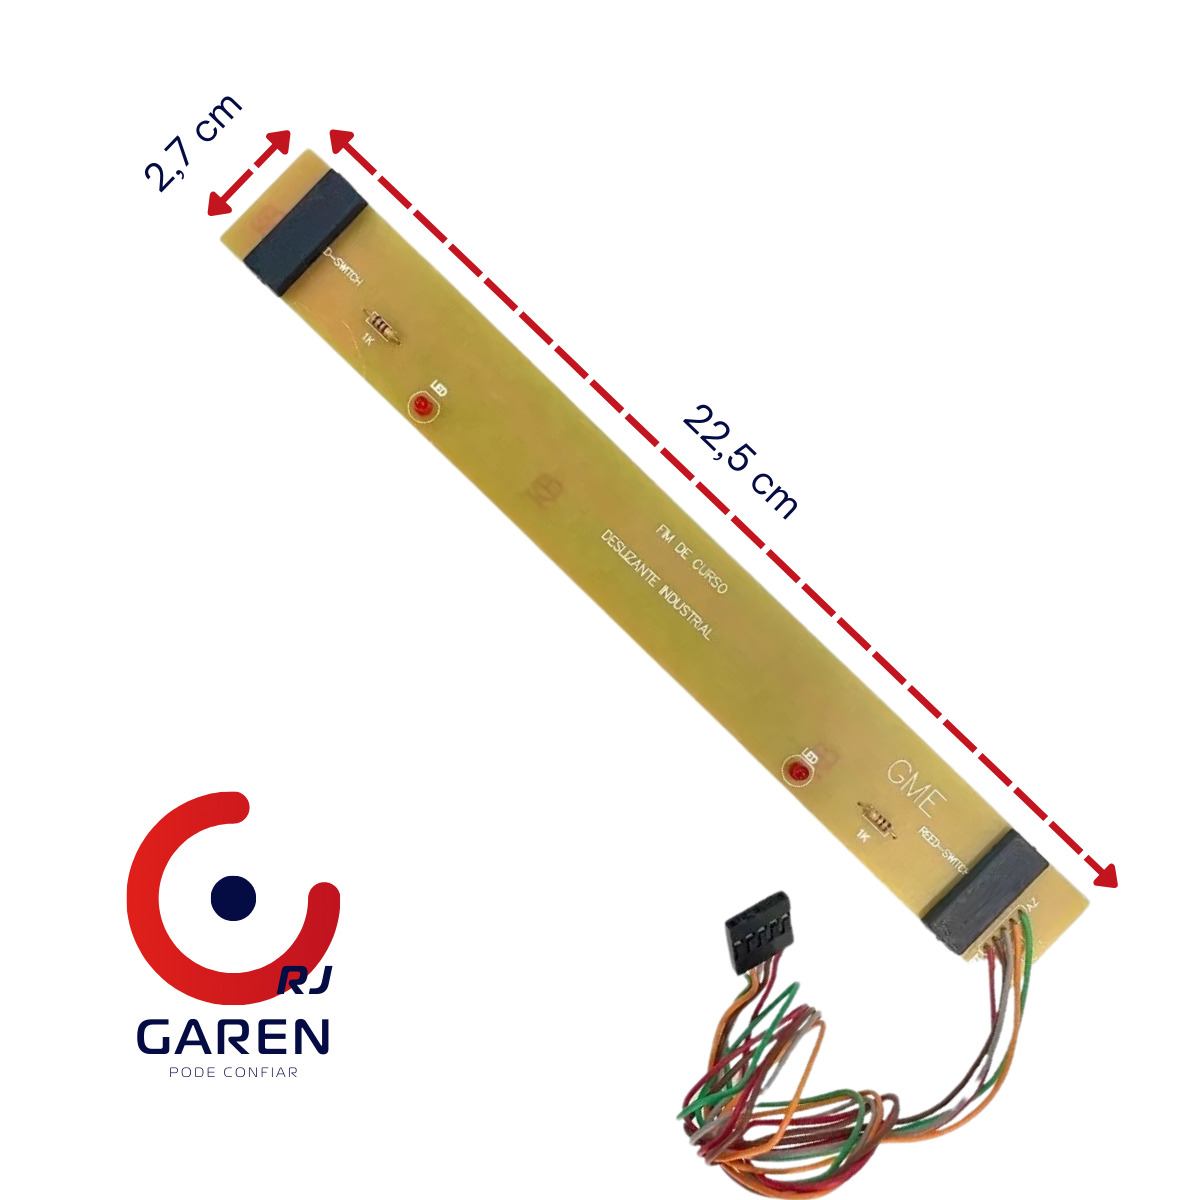 2,7 cm
22,5 cm
D-SWITCH
1K
LED
FIM DE CURSO
DESLIZANTE INDUSTRIAL
LED
GME
1K
REED-SWITCH
AZ
RJ
GAREN
PODE CONFIAR